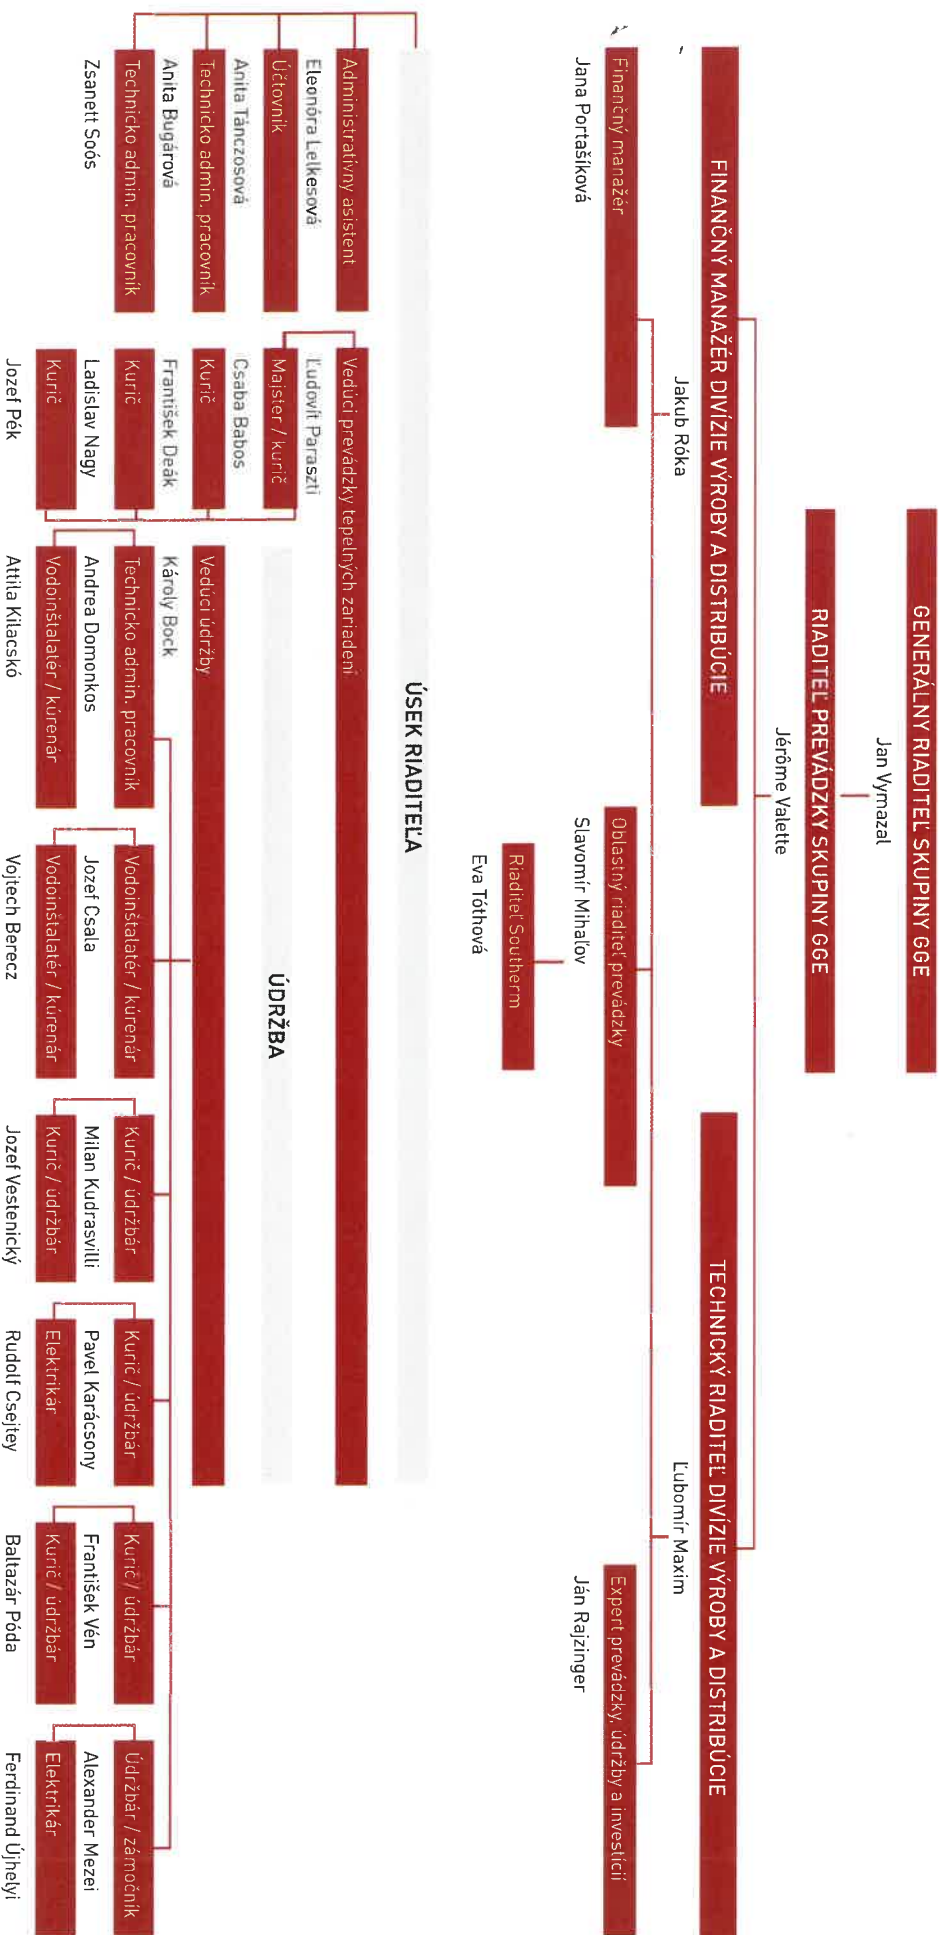 GENERÁLNY RIADITEĽ SKUPINY GGE
Jan Vymazal
RIADITEĽ PREVÁDZKY SKUPINY GGE
Jérôme Valette
FINANČNÝ MANAŽÉR DIVÍZIE VÝROBY A DISTRIBÚCIE
Jakub Róka
TECHNICKÝ RIADITEĽ DIVÍZIE VÝROBY A DISTRIBÚCIE
Ľubomír Maxim
Finančný manažér
Jana Portašíková
Oblastný riaditeľ prevádzky
Slavomír Mihaľov
Expert prevádzky, údržby a investícií
Ján Rajzinger
Riaditeľ Southerm
Eva Tóthová
ÚSEK RIADITEĽA
Administratívny asistent
Eleonóra Lelkesová
Účtovník
Anita Tánczosová
Technicko admin. pracovník
Anita Bugárová
Technicko admin. pracovník
Zsanett Soós
Vedúci prevádzky tepelných zariadení
Ľudovít Paraszti
Majster / kurič
Csaba Babos
Kurič
František Deák
Kurič
Ladislav Nagy
Kurič
Jozef Pék
ÚDRŽBA
Vedúci údržby
Károly Bock
Technicko admin. pracovník
Andrea Domonkos
Vodoinštalatér / kúrenár
Attila Kilacskó
Vodoinštalatér / kúrenár
Jozef Csala
Vodoinštalatér / kúrenár
Vojtech Berecz
Kurič / údržbár
Milan Kudrasvilli
Kurič / údržbár
Jozef Vestenický
Kurič / údržbár
Pavel Karácsony
Elektrikár
Rudolf Csejtey
Kurič / údržbár
František Vén
Kurič / údržbár
Baltazár Póda
Údržbár / zámočník
Alexander Mezei
Elektrikár
Ferdinand Újhelyi